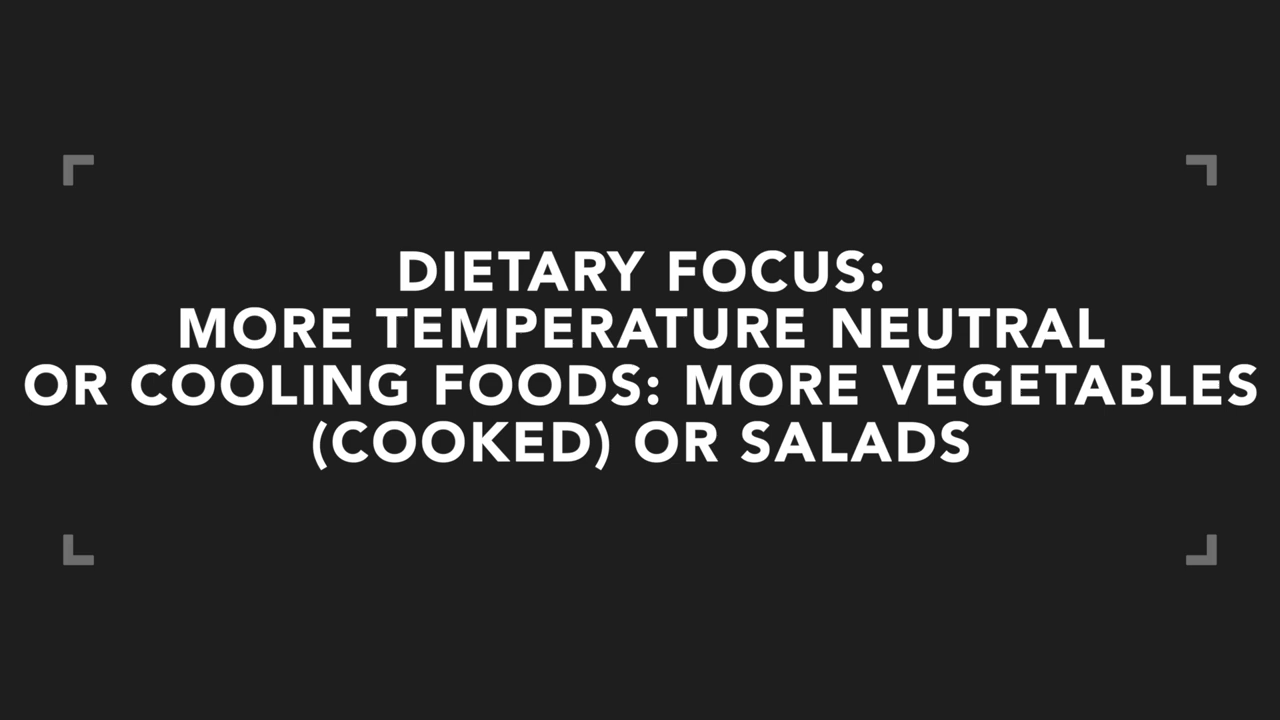 DIETARY FOCUS:
MORE TEMPERATURE NEUTRAL
OR COOLING FOODS: MORE VEGETABLES
(COOKED) OR SALADS